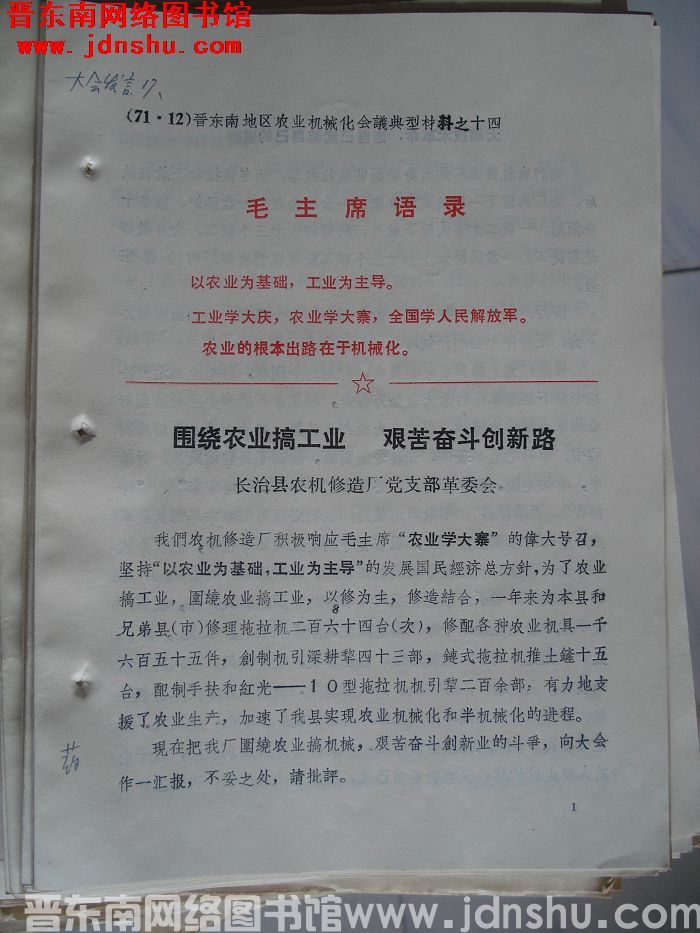 晋东南网络图书馆
www.jdnshu.com
大会发言17、
(71·12)晋东南地区农业机械化会議典型材料之十四
毛主席语录
以农业为基础，工业为主导。
工业学大庆，农业学大寨，全国学人民解放军。
农业的根本出路在于机械化。
围绕农业搞工业 艰苦奋斗创新路
长治县农机修造厂党支部革委会
我們农机修造厂积极响应毛主席“农业学大寨”的偉大号召，
坚持“以农业为基础，工业为主导”的发展国民經济总方針，为了农业
搞工业，圍繞农业搞工业，以修为主，修造結合，一年来为本县和
兄弟县(市)修理拖拉机二百六十四台(次)，修配各种农业机具一千
六百五十五件，創制机引深耕犂四十三部，鏈式拖拉机推土鏟十五
台，配制手扶和紅光——10型拖拉机机引犂二百余部，有力地支
援了农业生产，加速了我县实現农业机械化和半机械化的进程。
現在把我厂圍繞农业搞机械，艰苦奋斗創新业的斗爭，向大会
作一汇报，不妥之处，請批評。
1
晋东南网络图书馆www.jdnshu.com